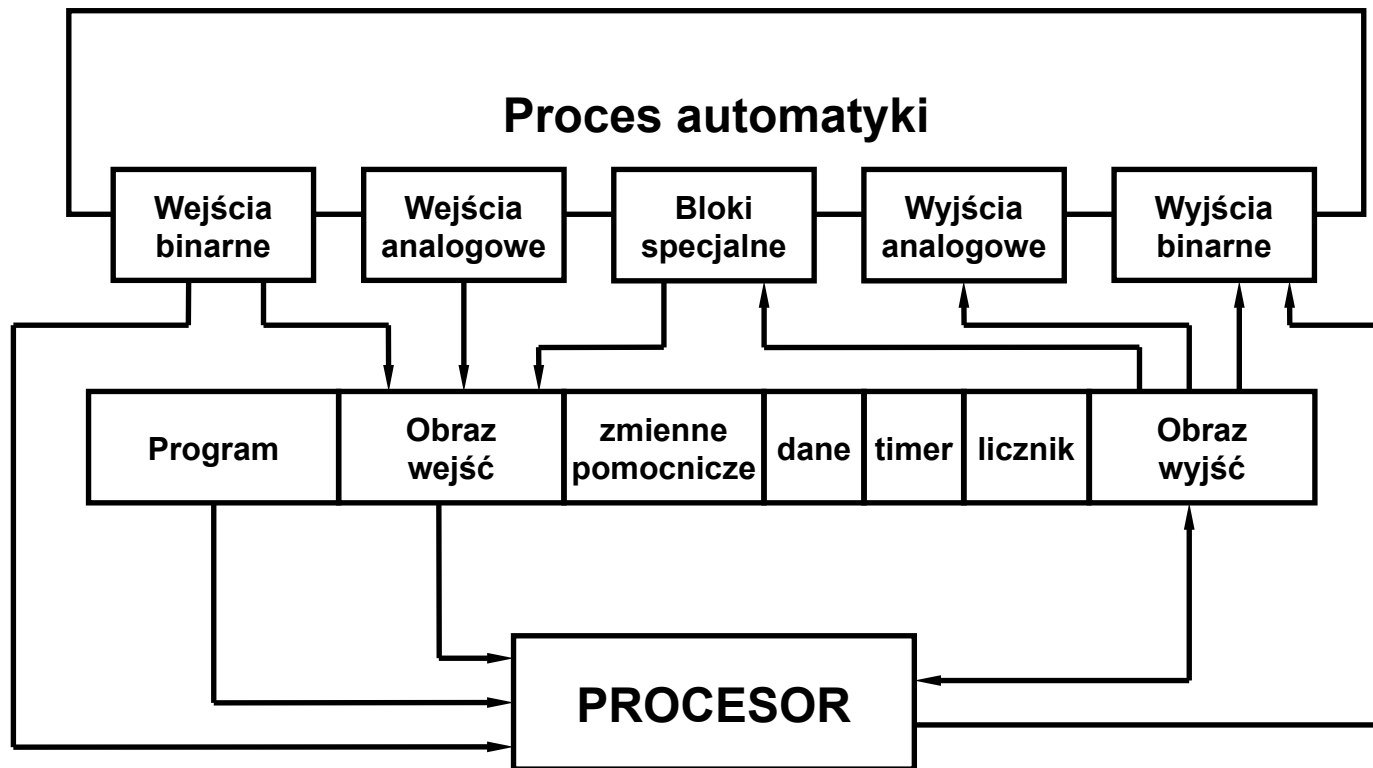 Proces automatyki
Wejścia
binarne
Wejścia
analogowe
Bloki
specjalne
Wyjścia
analogowe
Wyjścia
binarne
Program
Obraz
wejść
zmienne
pomocnicze
dane
timer
licznik
Obraz
wyjść
PROCESOR